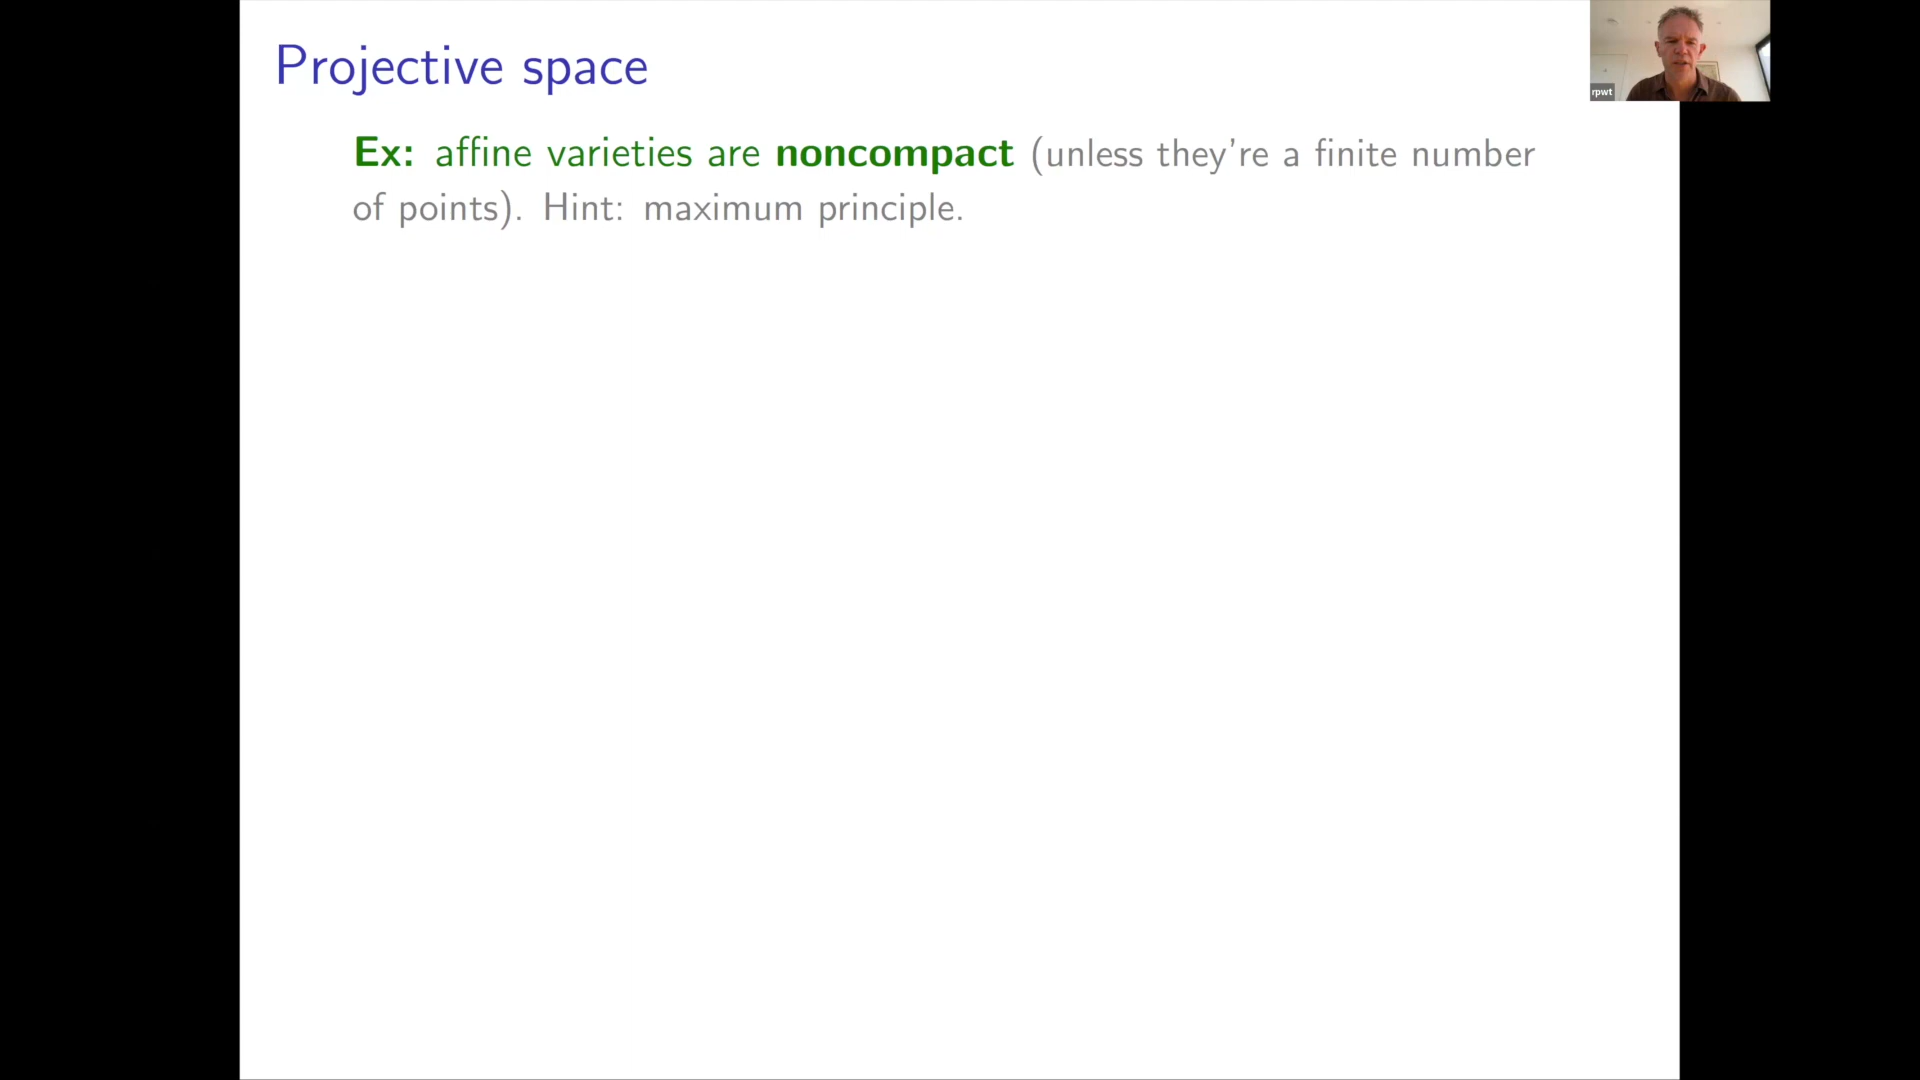 Projective space
rpwt
Ex: affine varieties are noncompact (unless they're a finite number
of points). Hint: maximum principle.